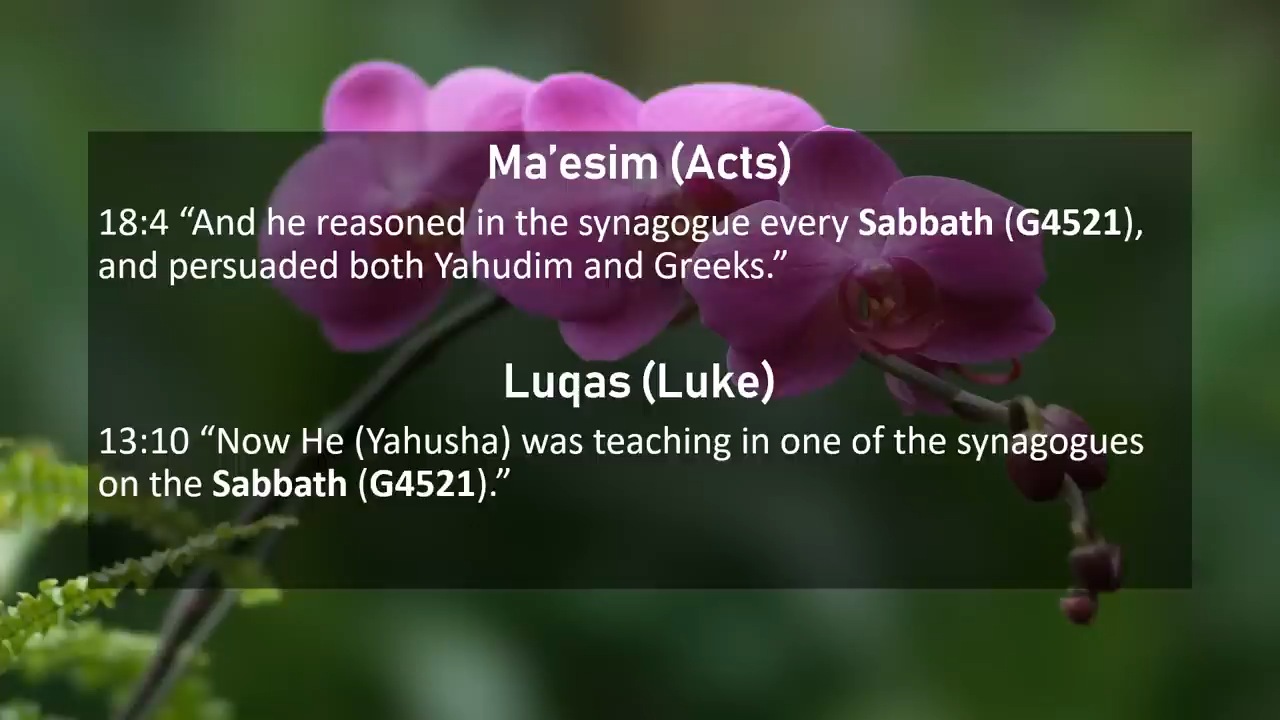 Ma’esim (Acts)
18:4 “And he reasoned in the synagogue every Sabbath (G4521),
and persuaded both Yahudim and Greeks.”
Luqas (Luke)
13:10 “Now He (Yahusha) was teaching in one of the synagogues
on the Sabbath (G4521).”